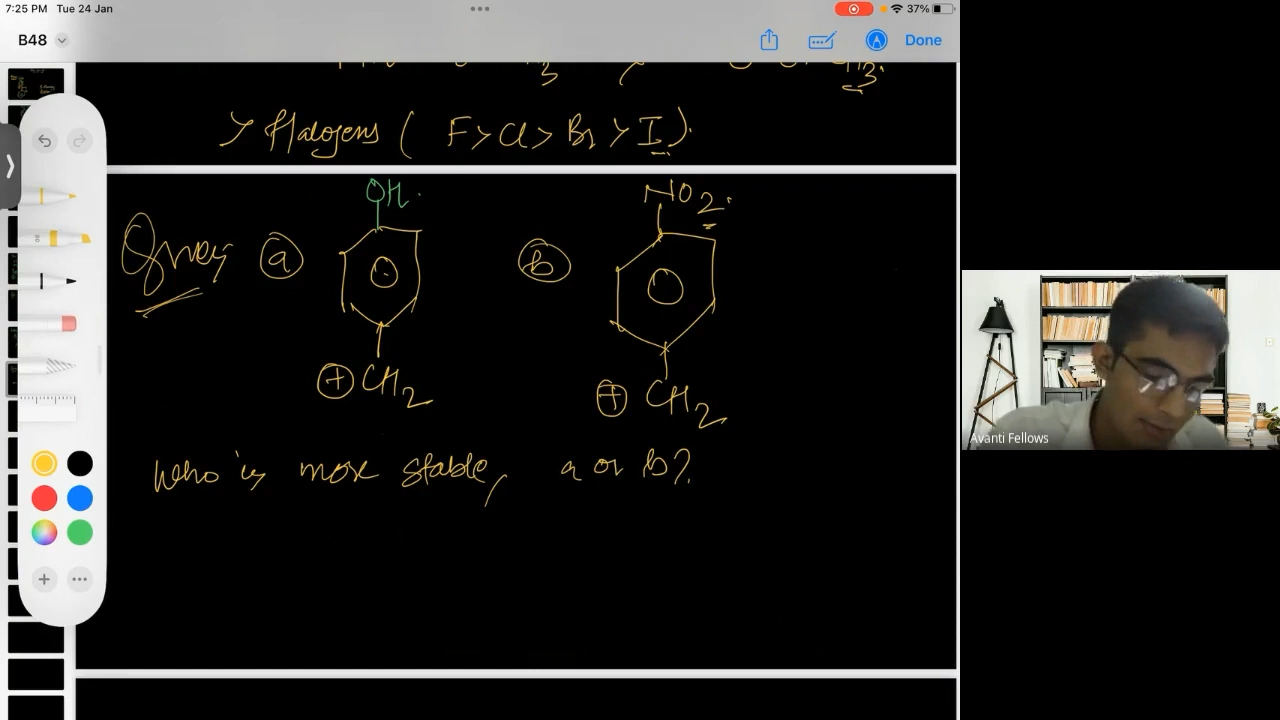 7:25 PM Tue 24 Jan
37%
B48
Done
> Halogens ( F > Cl > Br > I ).
OH.
NO2.
Ques
a
b
+ CH2
+ CH2
Who is more stable, a or b?
Avanti Fellows